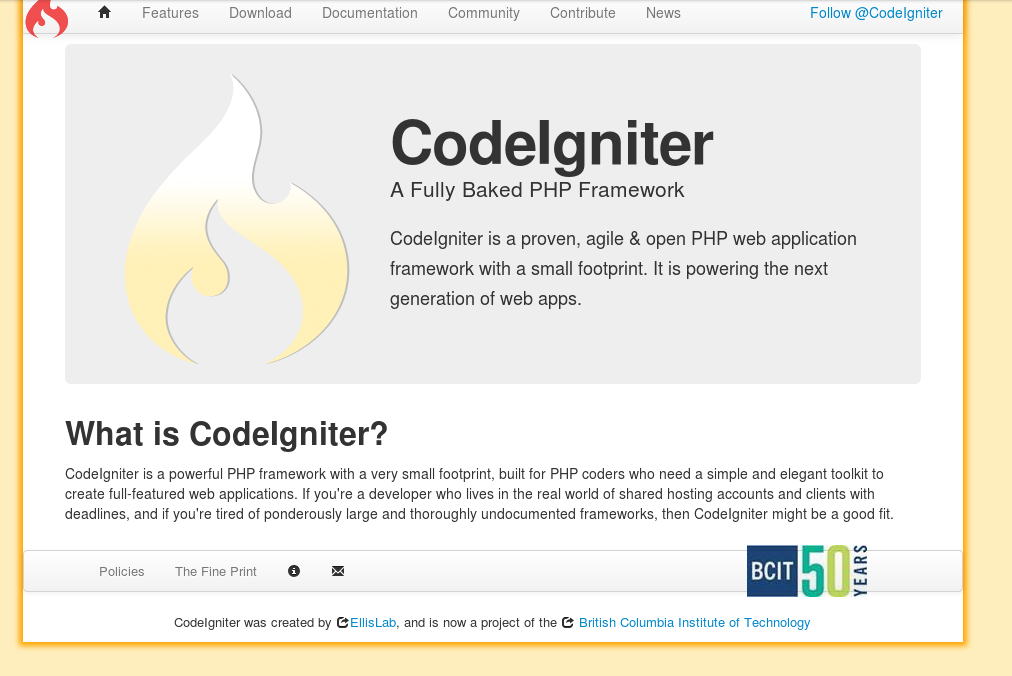 Features Download Documentation Community Contribute News Follow @CodeIgniter
CodeIgniter
A Fully Baked PHP Framework
CodeIgniter is a proven, agile & open PHP web application
framework with a small footprint. It is powering the next
generation of web apps.
What is CodeIgniter?
CodeIgniter is a powerful PHP framework with a very small footprint, built for PHP coders who need a simple and elegant toolkit to
create full-featured web applications. If you're a developer who lives in the real world of shared hosting accounts and clients with
deadlines, and if you're tired of ponderously large and thoroughly undocumented frameworks, then CodeIgniter might be a good fit.
Policies The Fine Print BCIT 50 YEARS
CodeIgniter was created by EllisLab, and is now a project of the British Columbia Institute of Technology